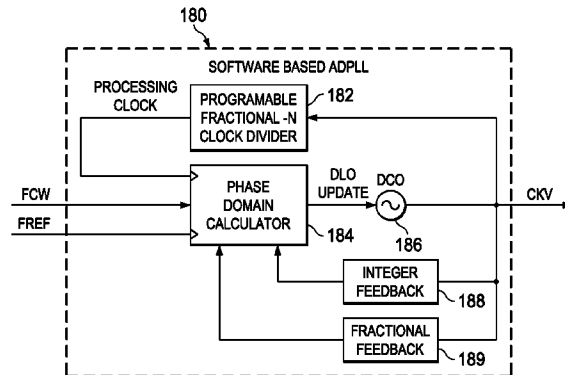 180
SOFTWARE BASED ADPLL
PROCESSING
CLOCK
PROGRAMABLE
FRACTIONAL -N
CLOCK DIVIDER
182
FCW
FREF
PHASE
DOMAIN
CALCULATOR
184
DLO
UPDATE
DCO
186
CKV
INTEGER
FEEDBACK
188
FRACTIONAL
FEEDBACK
189